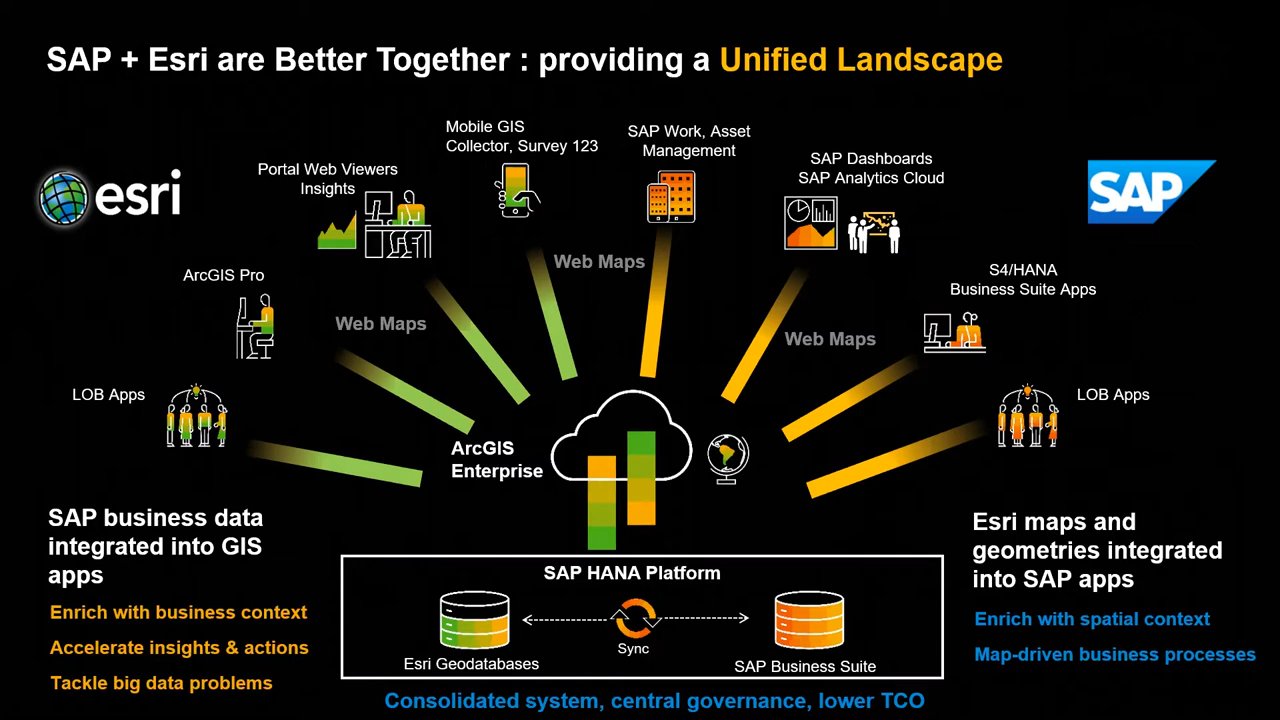 SAP + Esri are Better Together : providing a Unified Landscape
esri
Portal Web Viewers
Insights
Mobile GIS
Collector, Survey 123
SAP Work, Asset
Management
SAP Dashboards
SAP Analytics Cloud
SAP
ArcGIS Pro
Web Maps
Web Maps
Web Maps
S4/HANA
Business Suite Apps
LOB Apps
LOB Apps
ArcGIS
Enterprise
SAP business data
integrated into GIS
apps
Enrich with business context
Accelerate insights & actions
Tackle big data problems
SAP HANA Platform
Esri Geodatabases
Sync
SAP Business Suite
Consolidated system, central governance, lower TCO
Esri maps and
geometries integrated
into SAP apps
Enrich with spatial context
Map-driven business processes